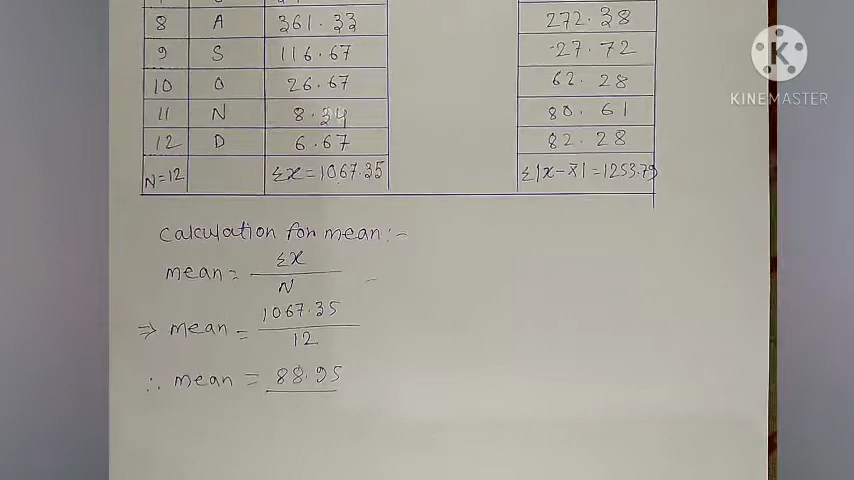 8 A 361.33 272.38
9 S 116.67 27.72
10 O 26.67 62.28
11 N 8.34 80.61
12 D 6.67 82.28
N=12 Σx=1067.35 Σ|x-x̄|=1253.79
K
KINEMASTER
Calculation for mean:-
mean = Σx / N
⇒ mean = 1067.35 / 12
∴ mean = 88.95